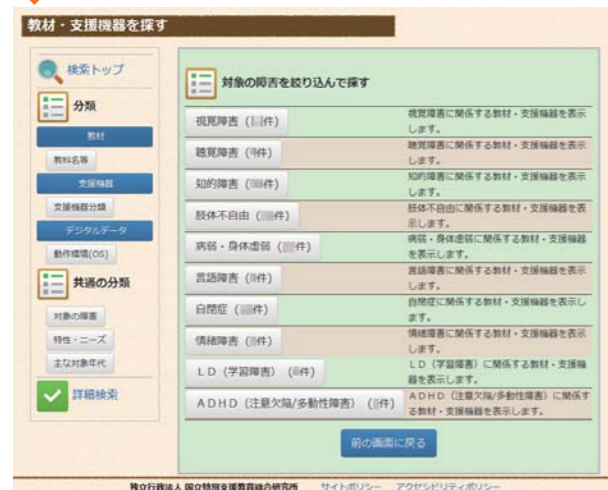 教材・支援機器を探す
検索トップ
分類
教材
教科名等
支援機器
支援機器分類
デジタルデータ
動作環境(OS)
共通の分類
対象の障害
特性・ニーズ
主な対象年代
詳細検索
対象の障害を絞り込んで探す
視覚障害 (件)
視覚障害に関係する教材・支援機器を表示
します。
聴覚障害 (件)
聴覚障害に関係する教材・支援機器を表示
します。
知的障害 (件)
知的障害に関係する教材・支援機器を表示
します。
肢体不自由 (件)
肢体不自由に関係する教材・支援機器を表
示します。
病弱・身体虚弱 (件)
病弱・身体虚弱に関係する教材・支援機器
を表示します。
言語障害 (件)
言語障害に関係する教材・支援機器を表示
します。
自閉症 (件)
自閉症に関係する教材・支援機器を表示し
ます。
情緒障害 (件)
情緒障害に関係する教材・支援機器を表示
します。
ＬＤ（学習障害） (件)
ＬＤ（学習障害）に関係する教材・支援機
器を表示します。
ＡＤＨＤ（注意欠陥/多動性障害） (件)
ＡＤＨＤ（注意欠陥/多動性障害）に関係す
る教材・支援機器を表示します。
前の画面に戻る
独立行政法人 国立特別支援教育総合研究所 サイトポリシー アクセシビリティポリシー